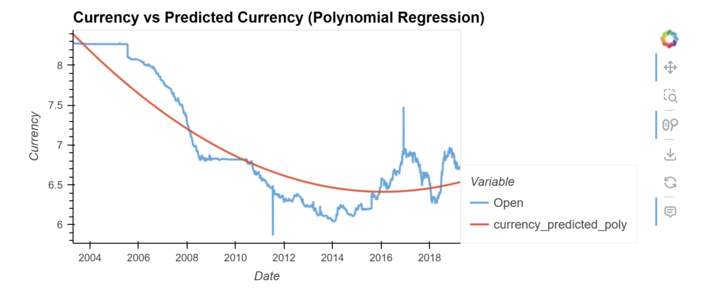 Currency vs Predicted Currency (Polynomial Regression)
Currency
8
7.5
7
6.5
6
2004 2006 2008 2010 2012 2014 2016 2018
Date
Variable
Open
currency_predicted_poly